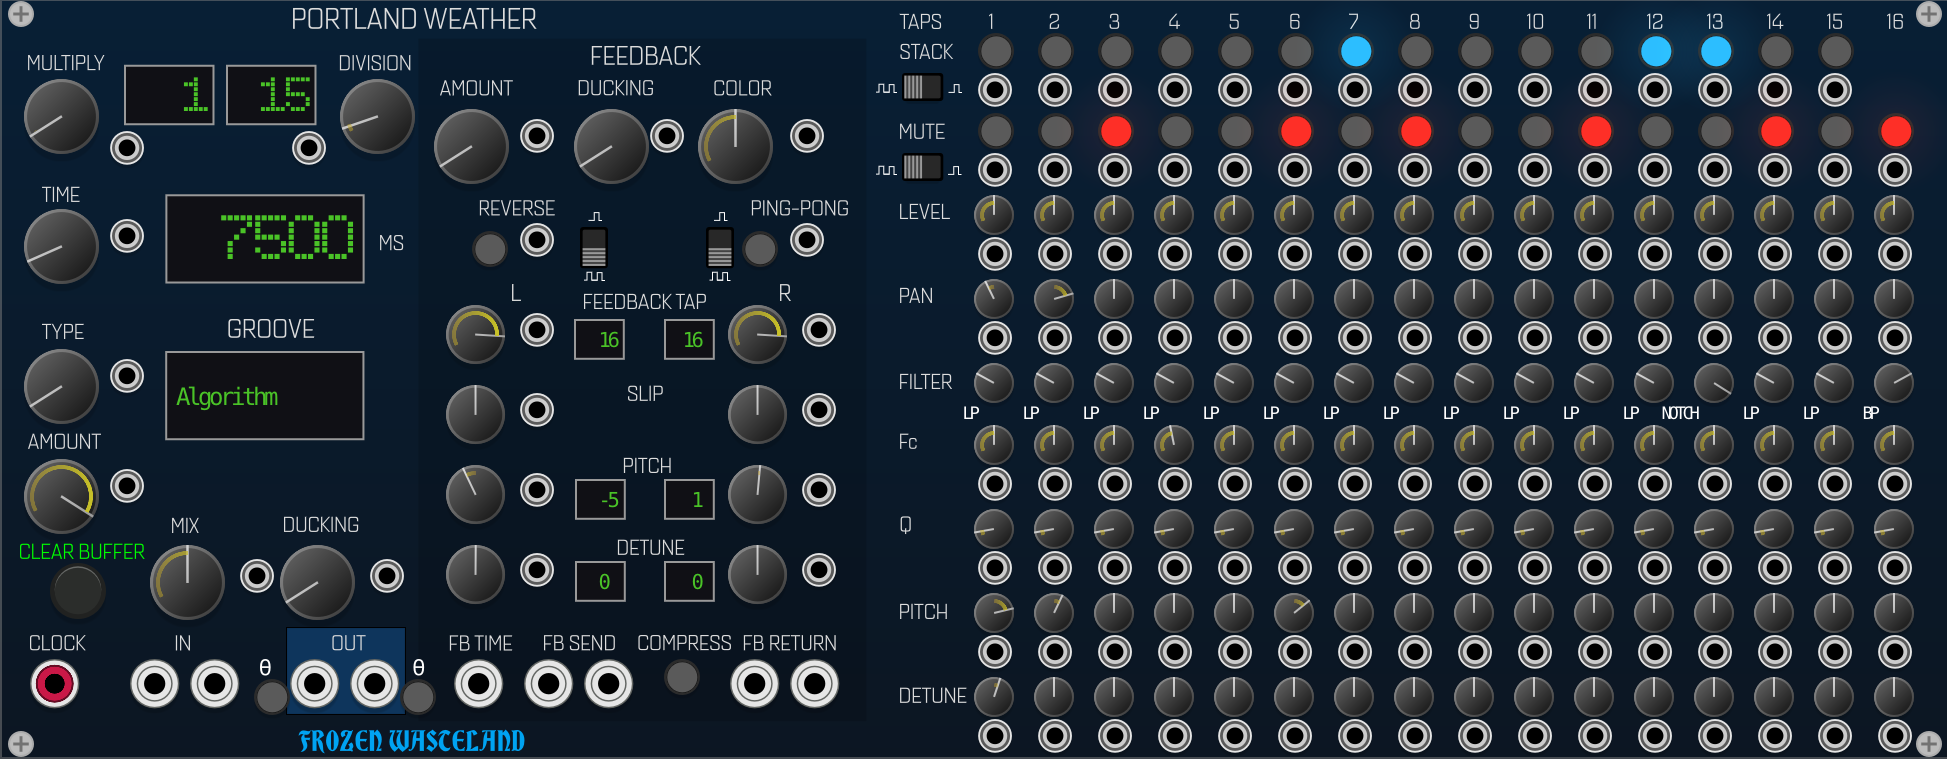 PORTLAND WEATHER
MULTIPLY
1
15
DIVISION
TIME
7500
MS
TYPE
GROOVE
Algorithm
AMOUNT
CLEAR BUFFER
MIX
DUCKING
CLOCK
IN
θ
OUT
θ
FROZEN WASTELAND
FEEDBACK
AMOUNT DUCKING COLOR
REVERSE PING-PONG
L R
FEEDBACK TAP
16 16
SLIP
PITCH
-5 1
DETUNE
0 0
FB TIME FB SEND COMPRESS FB RETURN
TAPS 1 2 3 4 5 6 7 8 9 10 11 12 13 14 15 16
STACK
MUTE
LEVEL
PAN
FILTER
LP LP LP LP LP LP LP LP LP LP LP LP NOTCH LP LP BP
Fc
Q
PITCH
DETUNE